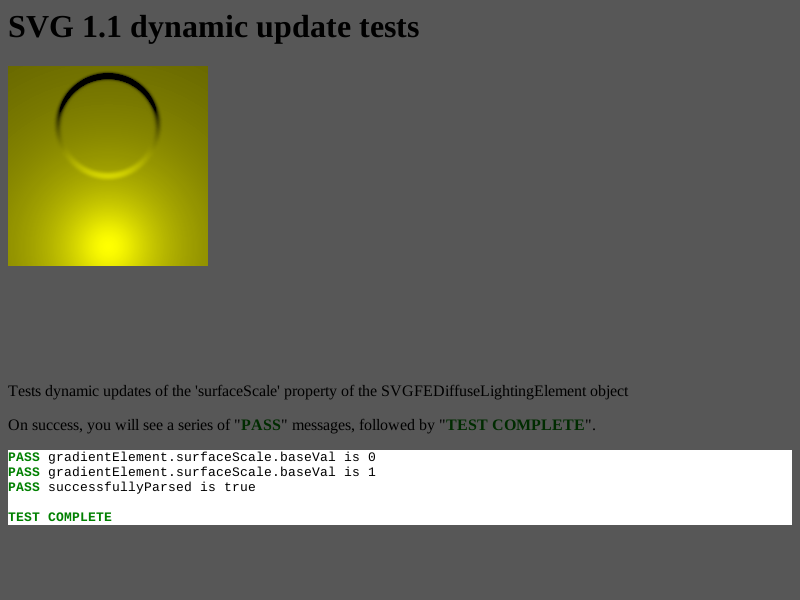 SVG 1.1 dynamic update tests
Tests dynamic updates of the 'surfaceScale' property of the SVGFEDiffuseLightingElement object
On success, you will see a series of "PASS" messages, followed by "TEST COMPLETE".
PASS gradientElement.surfaceScale.baseVal is 0
PASS gradientElement.surfaceScale.baseVal is 1
PASS successfullyParsed is true
TEST COMPLETE